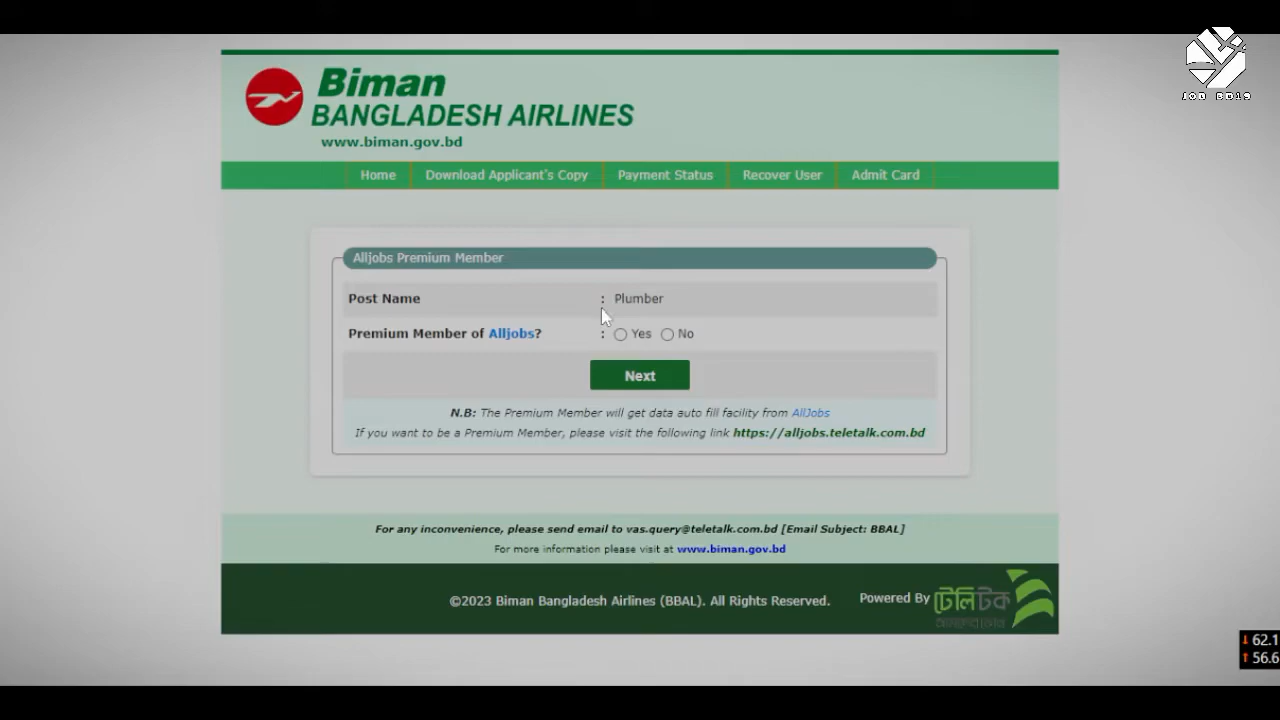 JOB BD19
Biman
BANGLADESH AIRLINES
www.biman.gov.bd
Home Download Applicant's Copy Payment Status Recover User Admit Card
Alljobs Premium Member
Post Name : Plumber
Premium Member of Alljobs? : Yes No
Next
N.B: The Premium Member will get data auto fill facility from AllJobs
If you want to be a Premium Member, please visit the following link https://alljobs.teletalk.com.bd
For any inconvenience, please send email to vas.query@teletalk.com.bd [Email Subject: BBAL]
For more information please visit at www.biman.gov.bd
©2023 Biman Bangladesh Airlines (BBAL). All Rights Reserved.
Powered By টেলিটক
↓ 62.1
↑ 56.6